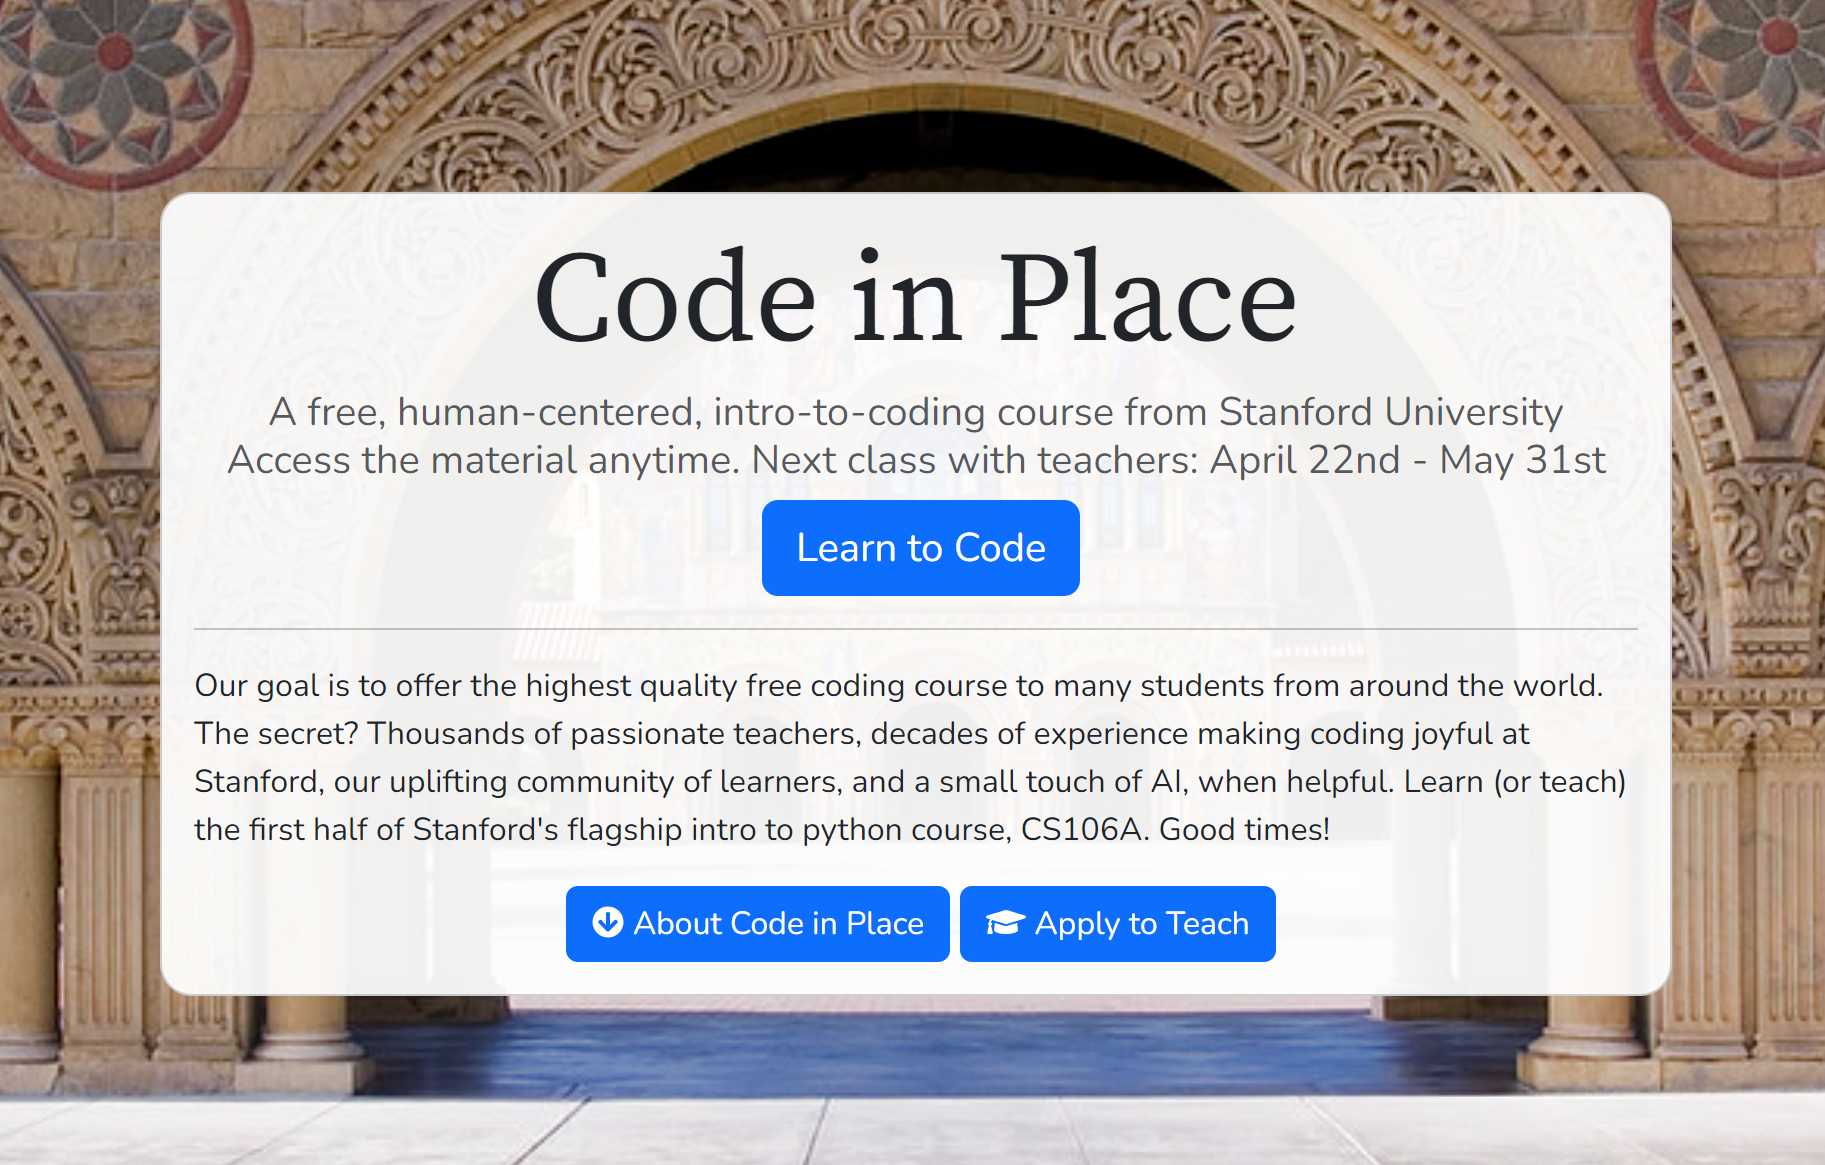 Code in Place
A free, human-centered, intro-to-coding course from Stanford University
Access the material anytime. Next class with teachers: April 22nd - May 31st
Learn to Code
Our goal is to offer the highest quality free coding course to many students from around the world.
The secret? Thousands of passionate teachers, decades of experience making coding joyful at
Stanford, our uplifting community of learners, and a small touch of AI, when helpful. Learn (or teach)
the first half of Stanford's flagship intro to python course, CS106A. Good times!
About Code in Place
Apply to Teach